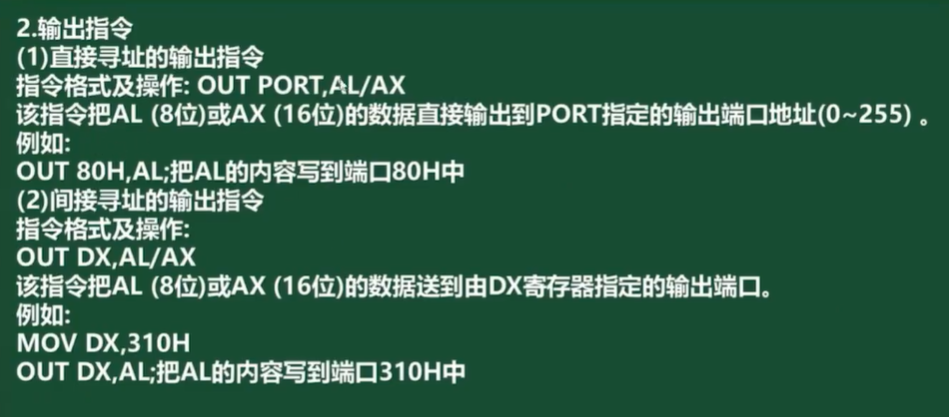 2.输出指令
(1)直接寻址的输出指令
指令格式及操作: OUT PORT,AL/AX
该指令把AL (8位)或AX (16位)的数据直接输出到PORT指定的输出端口地址(0~255) 。
例如:
OUT 80H,AL;把AL的内容写到端口80H中
(2)间接寻址的输出指令
指令格式及操作:
OUT DX,AL/AX
该指令把AL (8位)或AX (16位)的数据送到由DX寄存器指定的输出端口。
例如:
MOV DX,310H
OUT DX,AL;把AL的内容写到端口310H中